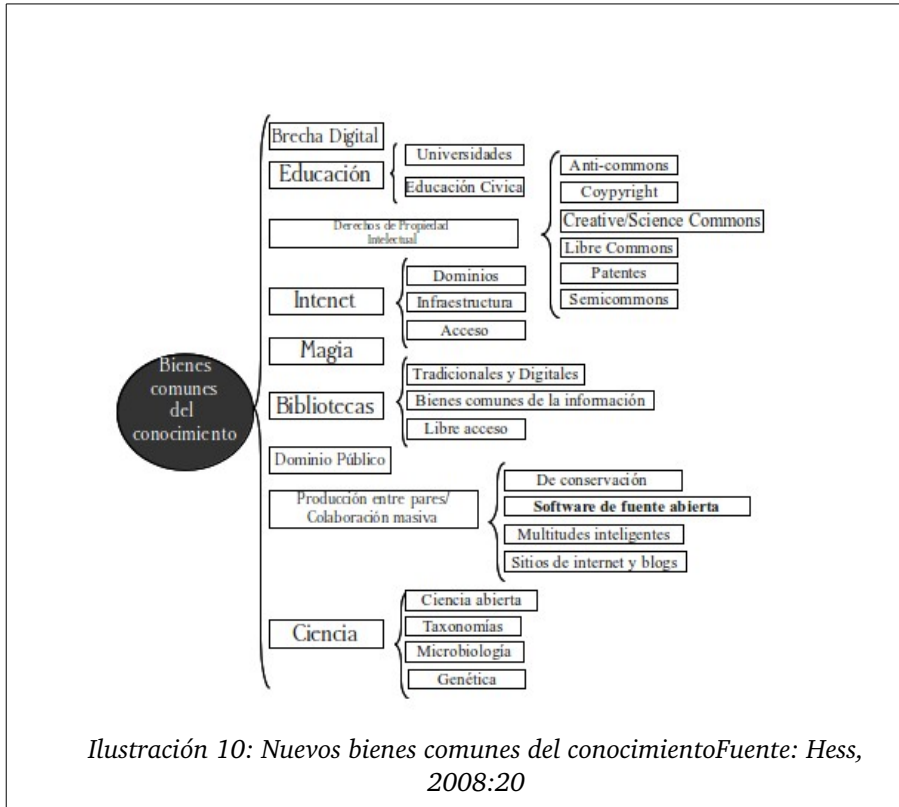 Bienes
comunes
del
conocimiento
Brecha Digital
Educación
Universidades
Educación Civica
Derechos de Propiedad
Intelectual
Anti-commons
Coypyright
Creative/Science Commons
Libre Commons
Patentes
Semicommons
Intenet
Dominios
Infraestructura
Acceso
Magia
Bibliotecas
Tradicionales y Digitales
Bienes comunes de la información
Libre acceso
Dominio Público
Producción entre pares/
Colaboración masiva
De conservación
Software de fuente abierta
Multitudes inteligentes
Sitios de internet y blogs
Ciencia
Ciencia abierta
Taxonomías
Microbiología
Genética
Ilustración 10: Nuevos bienes comunes del conocimientoFuente: Hess,
2008:20